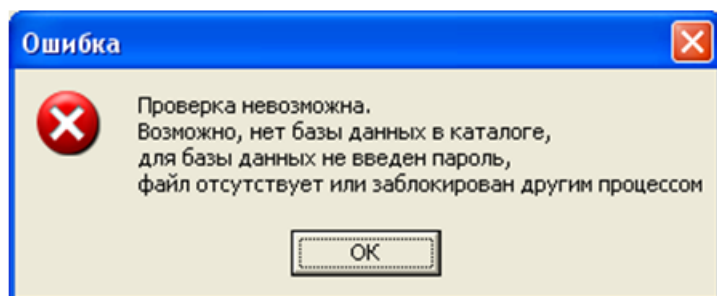 Ошибка
Проверка невозможна.
Возможно, нет базы данных в каталоге,
для базы данных не введен пароль,
файл отсутствует или заблокирован другим процессом
OK